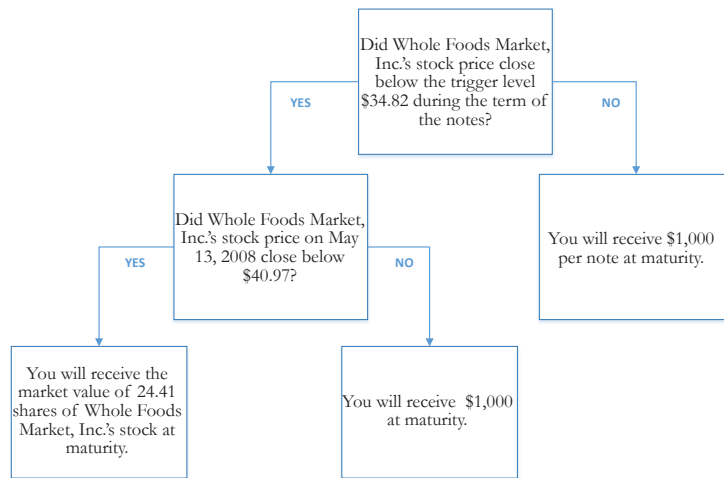 Did Whole Foods Market,
Inc.'s stock price close
below the trigger level
$34.82 during the term of
the notes?
YES
NO
Did Whole Foods Market,
Inc.'s stock price on May
13, 2008 close below
$40.97?
You will receive $1,000
per note at maturity.
YES
NO
You will receive the
market value of 24.41
shares of Whole Foods
Market, Inc.'s stock at
maturity.
You will receive $1,000
at maturity.